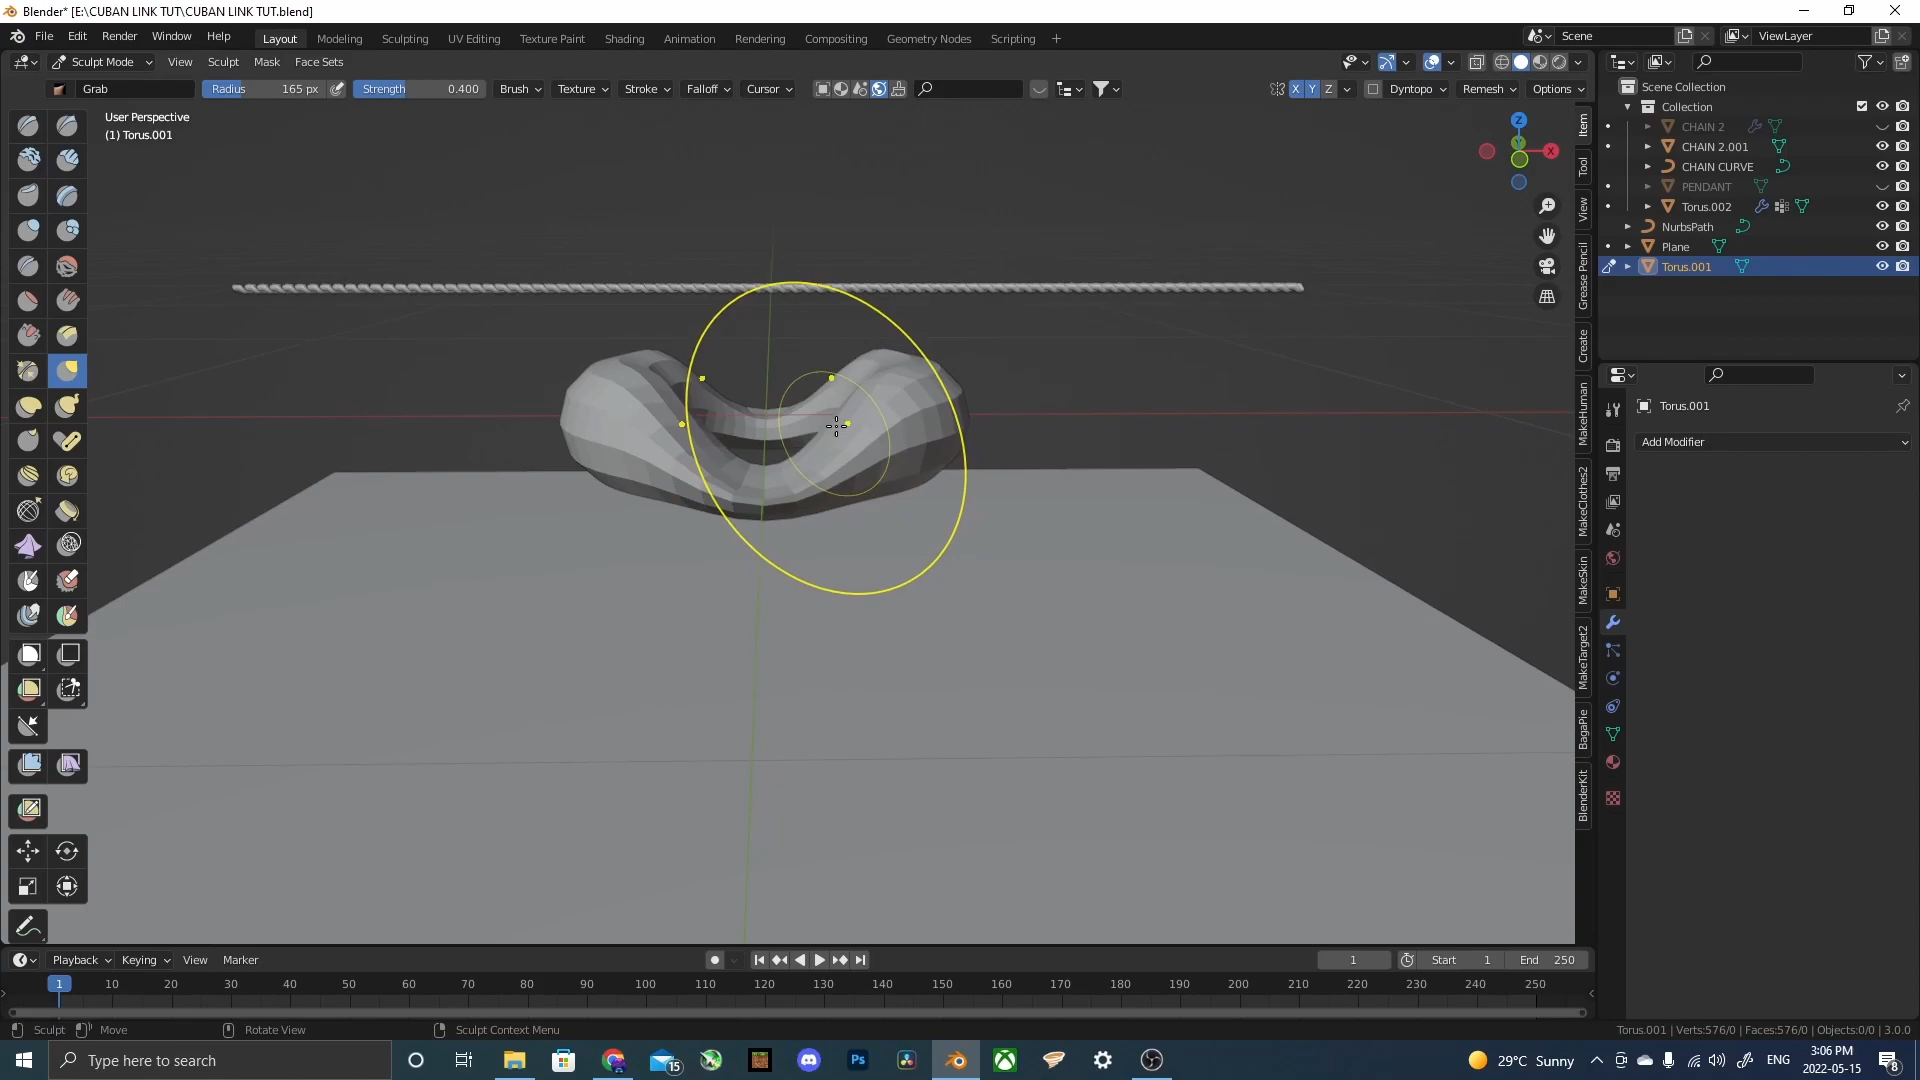 Blender* [E:\CUBAN LINK TUT\CUBAN LINK TUT.blend]
File Edit Render Window Help Layout Modeling Sculpting UV Editing Texture Paint Shading Animation Rendering Compositing Geometry Nodes Scripting + Scene ViewLayer
Sculpt Mode View Sculpt Mask Face Sets
Grab Radius 165 px Strength 0.400 Brush Texture Stroke Falloff Cursor X Y Z Dyntopo Remesh Options
User Perspective
(1) Torus.001
Z
X
Item
Tool
View
Grease Pencil
Create
MakeHuman
MakeClothes2
MakeSkin
MakeTarget2
BagaPie
BlenderKit
Scene Collection
Collection
CHAIN 2
CHAIN 2.001
CHAIN CURVE
PENDANT
Torus.002
NurbsPath
Plane
Torus.001
Torus.001
Add Modifier
Playback Keying View Marker 1 Start 1 End 250
1 10 20 30 40 50 60 70 80 90 100 110 120 130 140 150 160 170 180 190 200 210 220 230 240 250
Sculpt Move Rotate View Sculpt Context Menu Torus.001 | Verts:576/0 | Faces:576/0 | Objects:0/0 | 3.0.0
Type here to search 15 Ps 29°C Sunny ENG 3:06 PM
2022-05-15 8